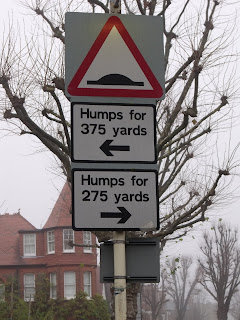 Humps for
375 yards
←
Humps for
275 yards
→